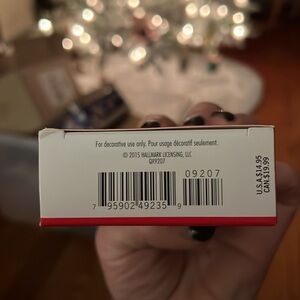 For decorative use only. Pour usage décoratif seulement.
© 2015 HALLMARK LICENSING, LLC
QX9207
09207
7 95902 49235 9
U.S.A. $14.95
CAN. $19.99